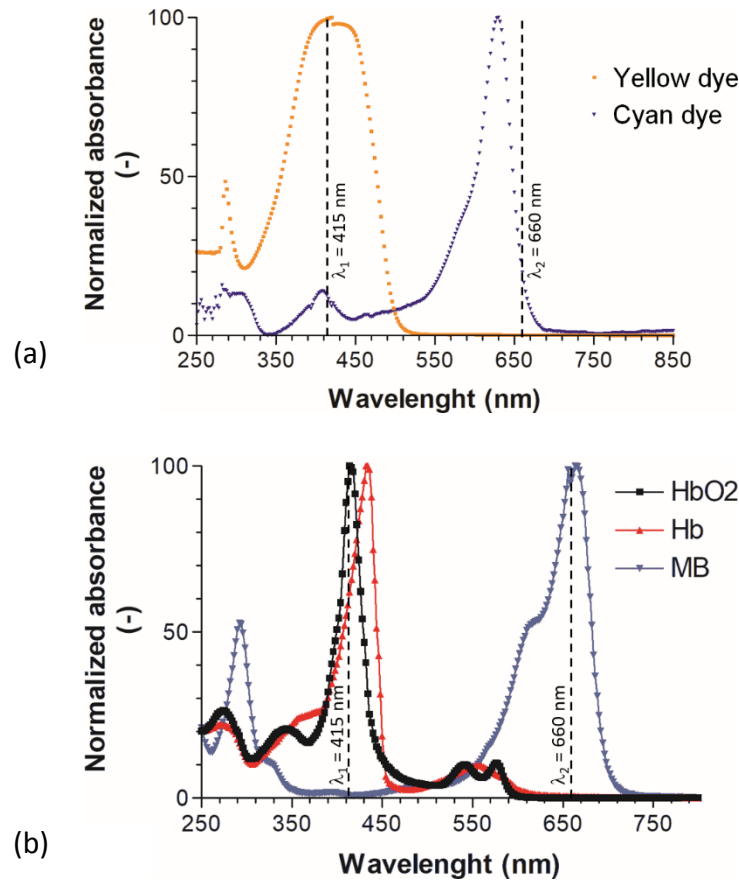 100
50
0
Normalized absorbance
(-)
λ1 = 415 nm
λ2 = 660 nm
Yellow dye
Cyan dye
250 350 450 550 650 750 850
Wavelenght (nm)
(a)
100
50
0
Normalized absorbance
(-)
λ1 = 415 nm
λ2 = 660 nm
HbO2
Hb
MB
250 350 450 550 650 750
Wavelenght (nm)
(b)